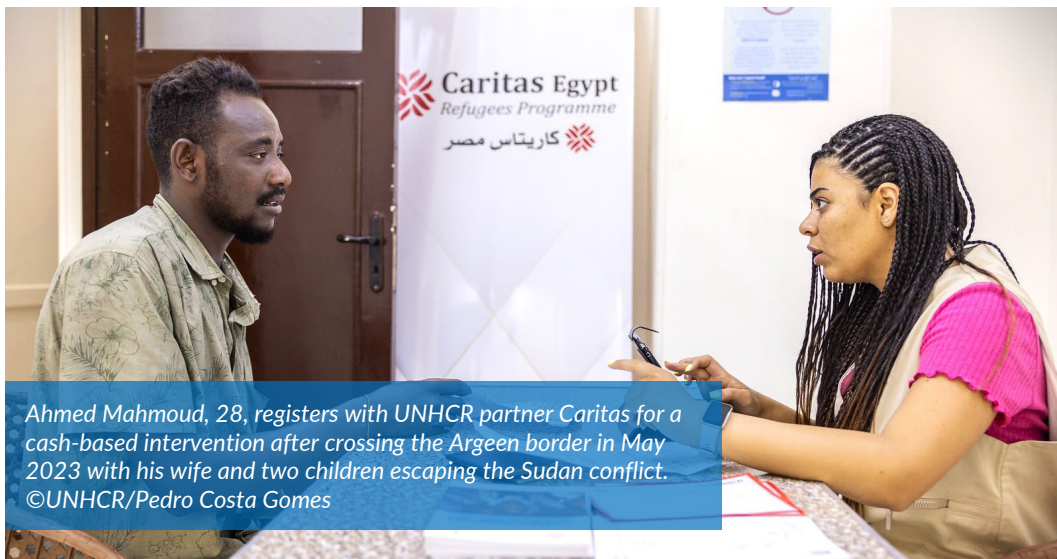 Caritas Egypt
Refugees Programme
كاريتاس مصر
Ahmed Mahmoud, 28, registers with UNHCR partner Caritas for a
cash-based intervention after crossing the Argeen border in May
2023 with his wife and two children escaping the Sudan conflict.
©UNHCR/Pedro Costa Gomes